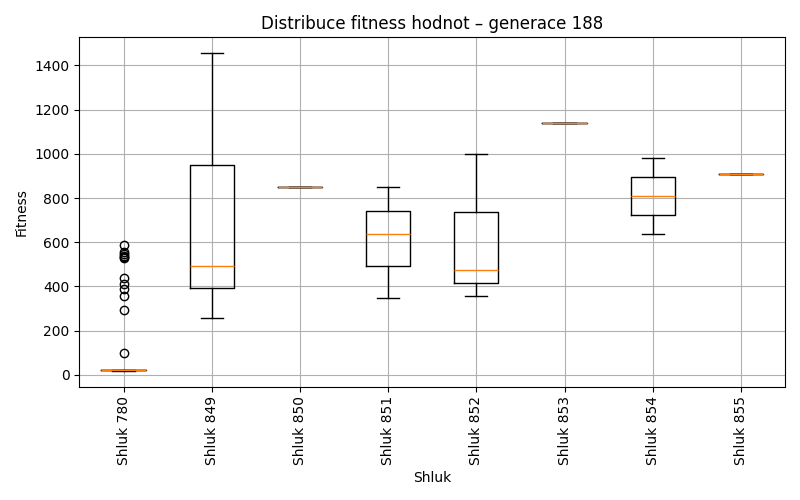 Distribuce fitness hodnot – generace 188
Fitness
1400
1200
1000
800
600
400
200
0
Shluk 780
Shluk 849
Shluk 850
Shluk 851
Shluk 852
Shluk 853
Shluk 854
Shluk 855
Shluk